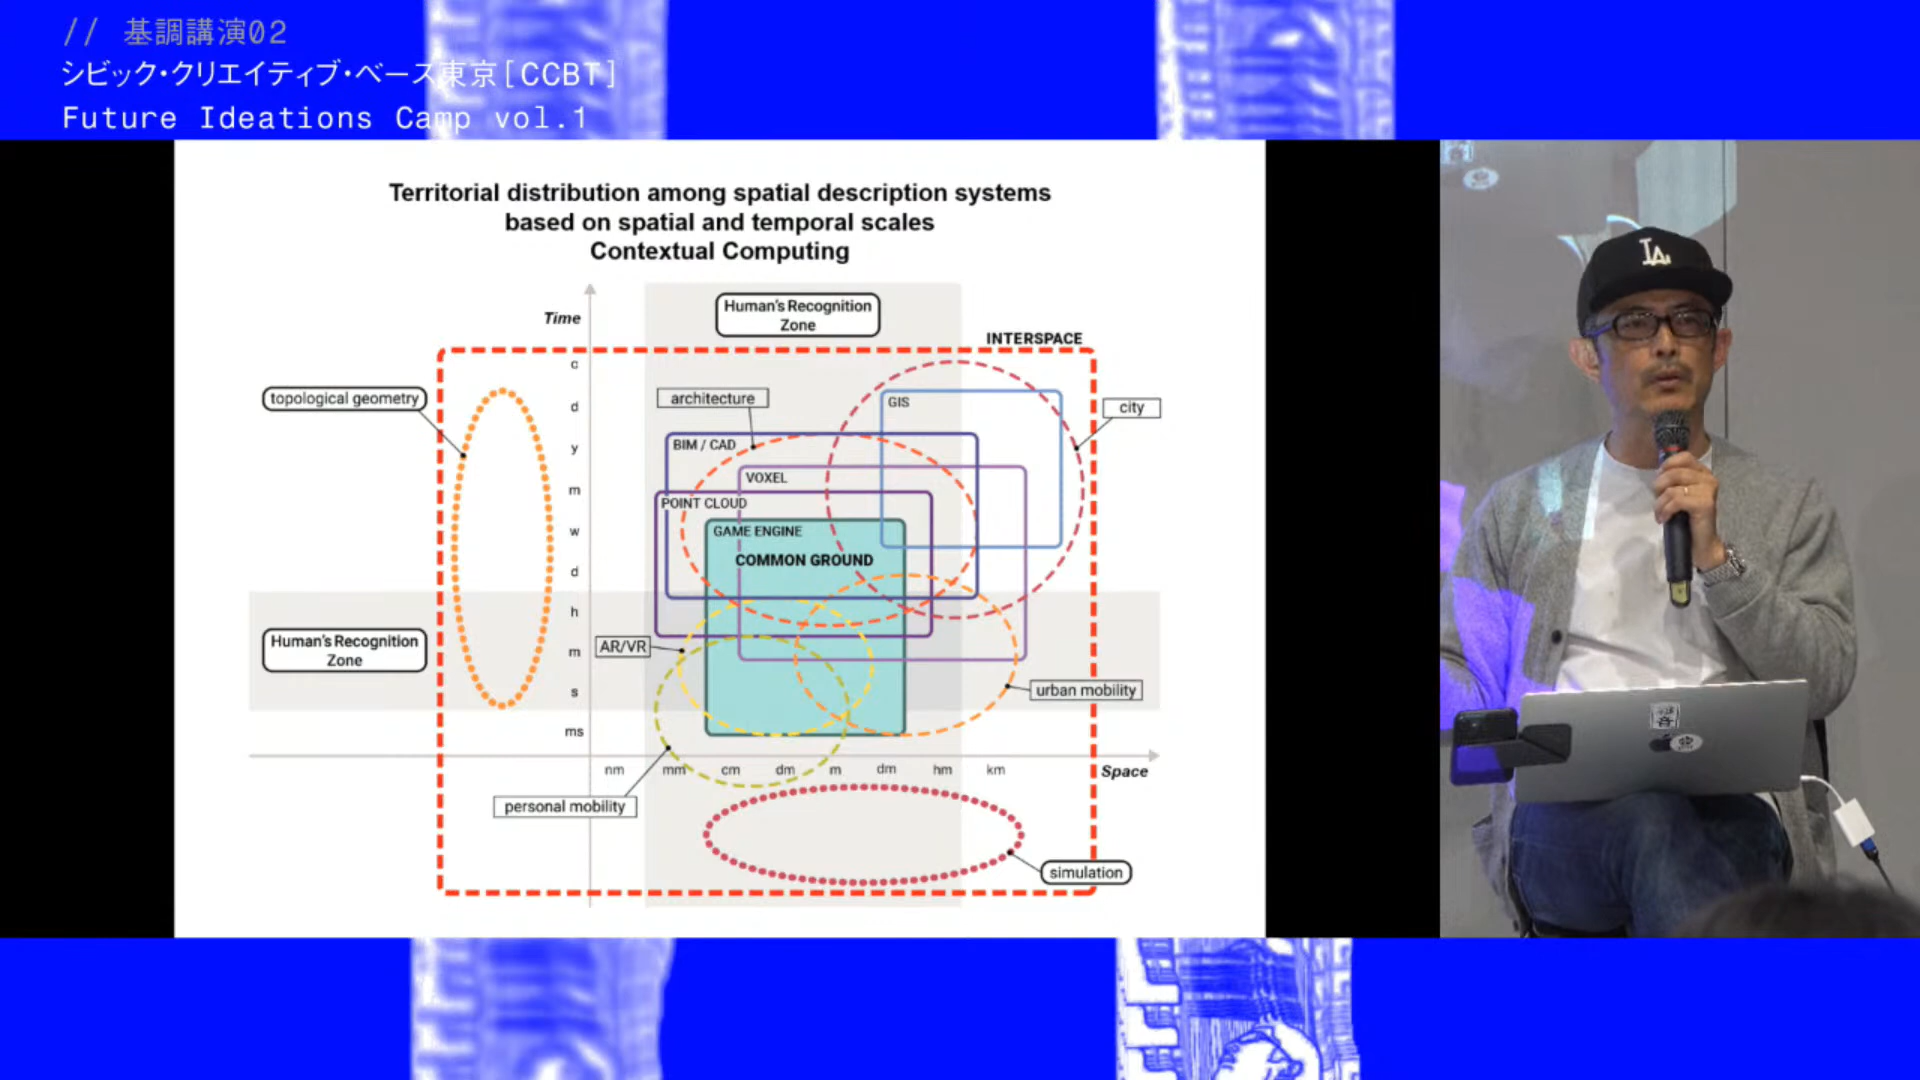 // 基調講演02
シビック・クリエイティブ・ベース東京[CCBT]
Future Ideations Camp vol.1
Territorial distribution among spatial description systems
based on spatial and temporal scales
Contextual Computing
Human's Recognition
Zone
Time
INTERSPACE
c
topological geometry
architecture
GIS
city
d
BIM / CAD
y
VOXEL
m
POINT CLOUD
w
GAME ENGINE
COMMON GROUND
d
h
Human's Recognition
Zone
AR/VR
m
s
urban mobility
ms
nm
mm
cm
dm
m
dm
hm
km
Space
personal mobility
simulation
LA